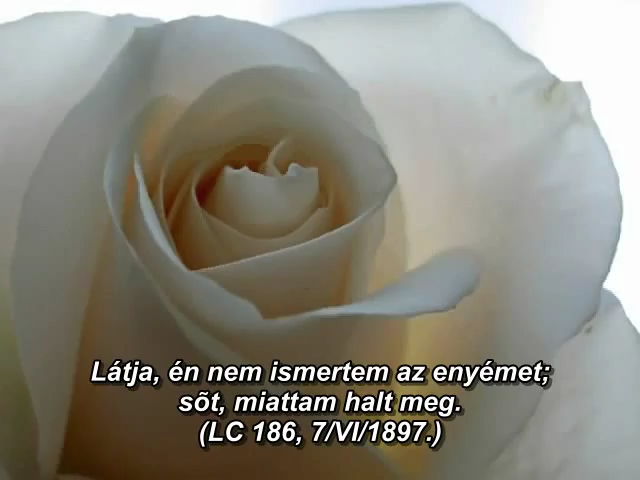 Látja, én nem ismertem az enyémet;
sõt, miattam halt meg.
(LC 186, 7/VI/1897.)